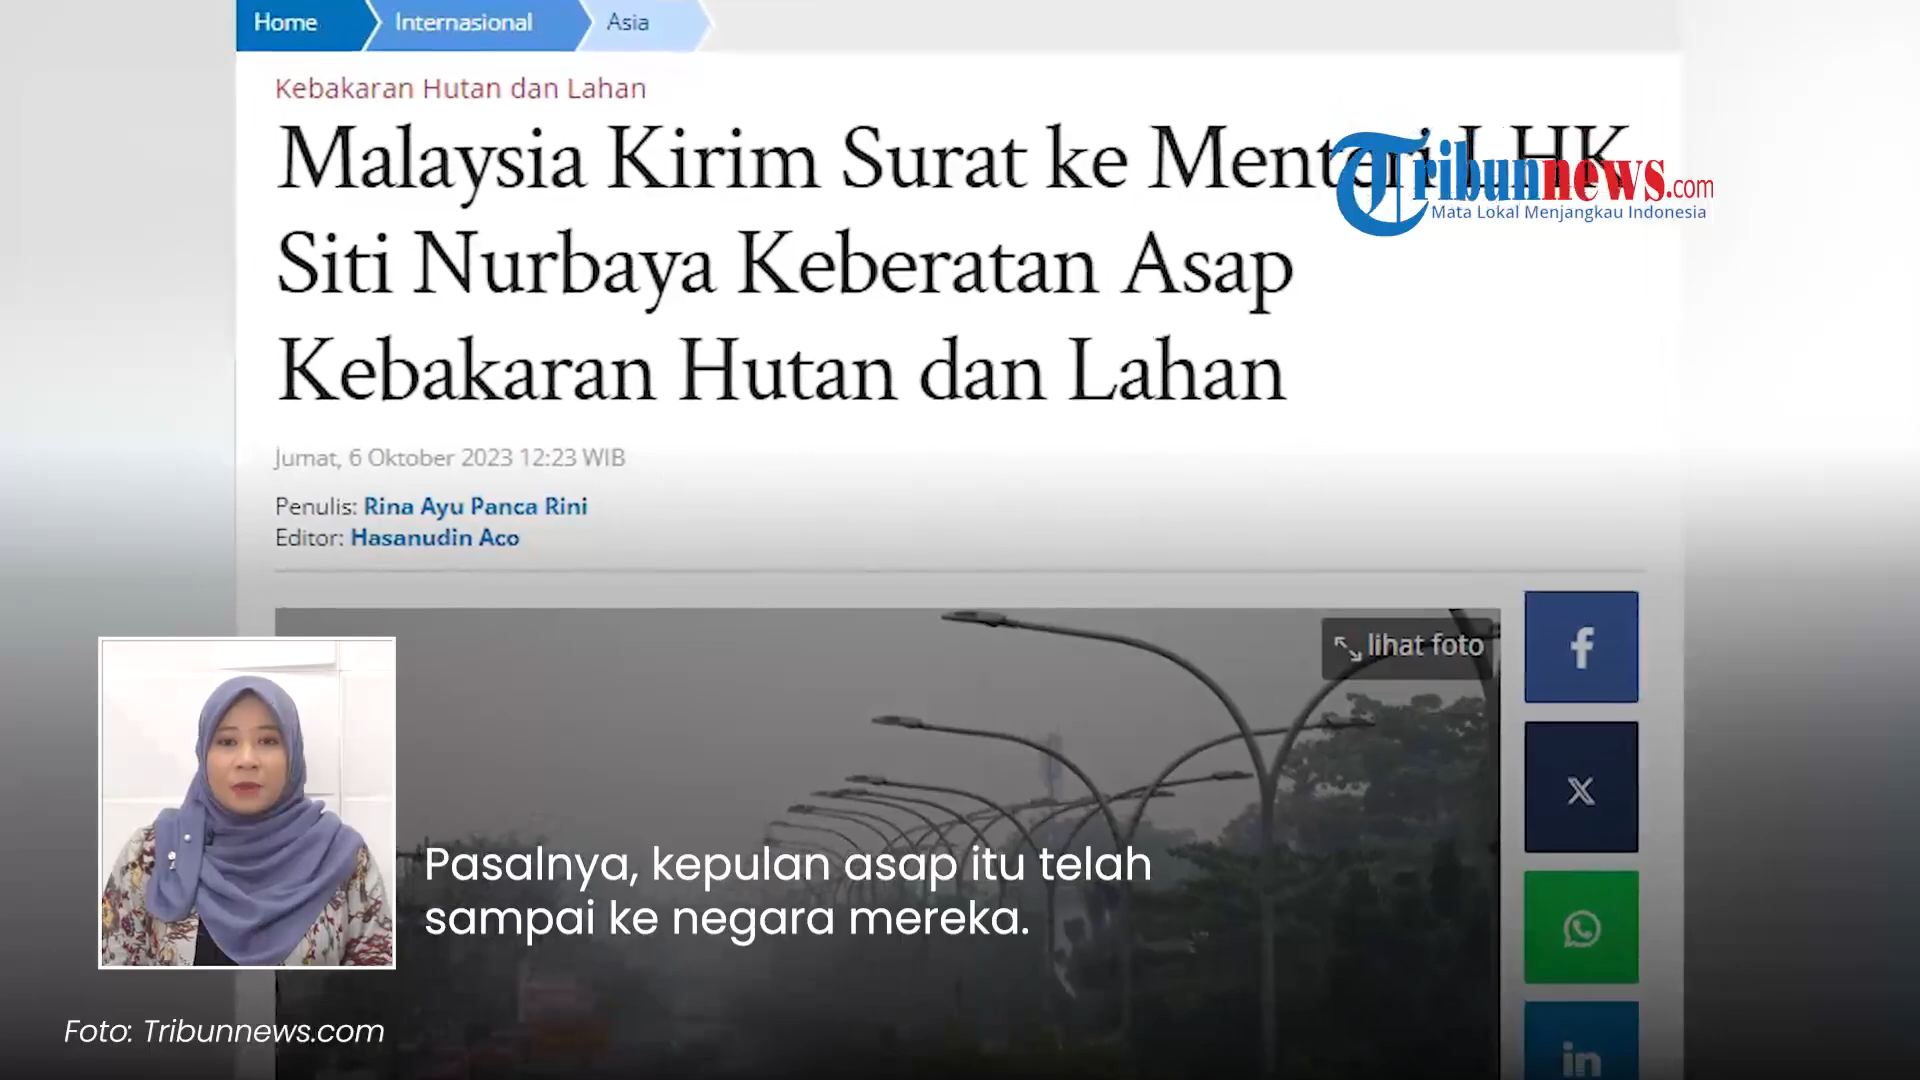 Home Internasional Asia
Kebakaran Hutan dan Lahan
Malaysia Kirim Surat ke Menteri LHK
Tribunnews.com
Mata Lokal Menjangkau Indonesia
Siti Nurbaya Keberatan Asap
Kebakaran Hutan dan Lahan
Jumat, 6 Oktober 2023 12:23 WIB
Penulis: Rina Ayu Panca Rini
Editor: Hasanudin Aco
lihat foto
f
X
Pasalnya, kepulan asap itu telah
sampai ke negara mereka.
in
Foto: Tribunnews.com